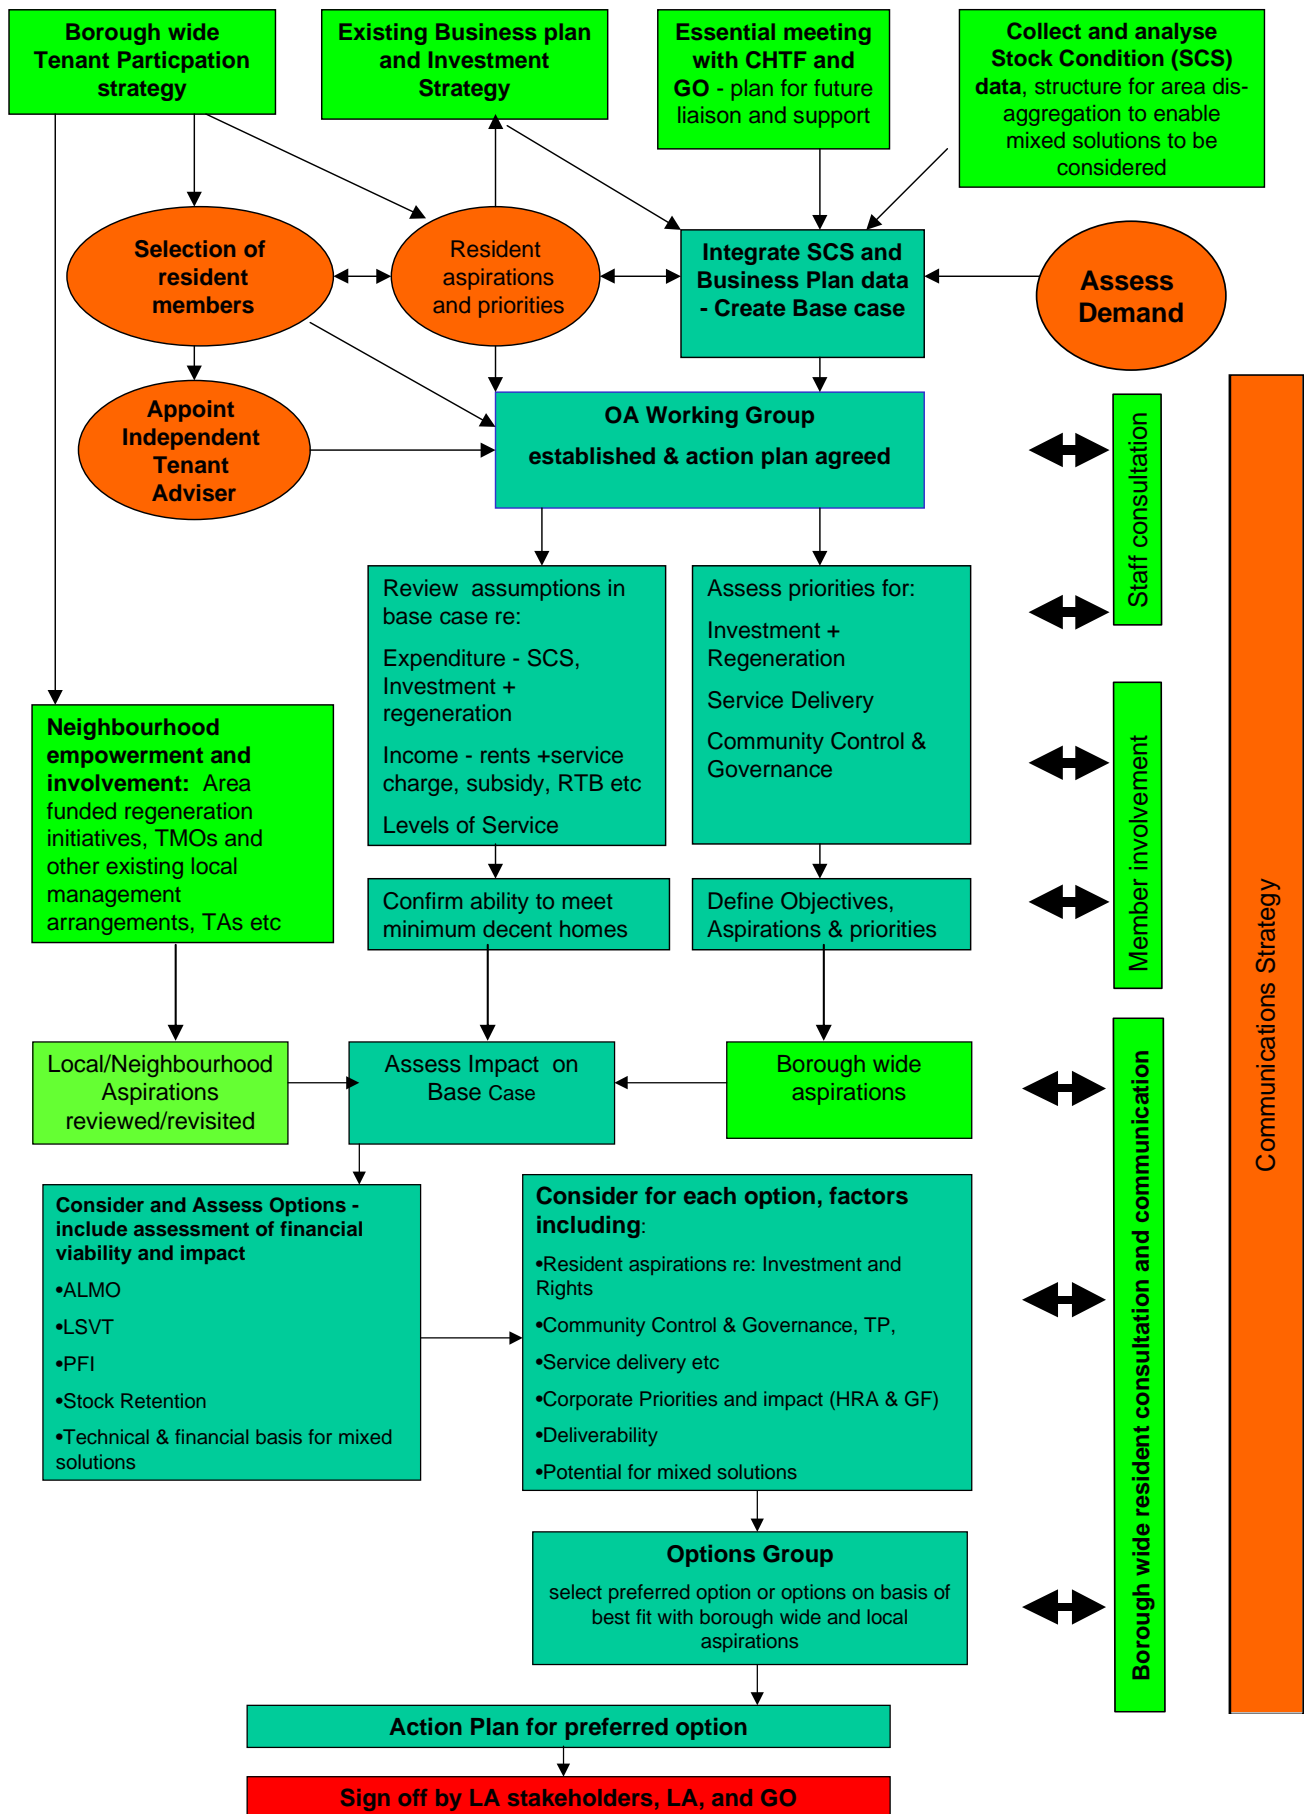 Borough wide
Tenant Particpation
strategy
Existing Business plan
and Investment
Strategy
Essential meeting
with CHTF and
GO - plan for future
liaison and support
Collect and analyse
Stock Condition (SCS)
data, structure for area dis-
aggregation to enable
mixed solutions to be
considered
Selection of
resident
members
Resident
aspirations
and priorities
Integrate SCS and
Business Plan data
- Create Base case
Assess
Demand
Appoint
Independent
Tenant
Adviser
OA Working Group
established & action plan agreed
Staff consultation
Review assumptions in
base case re:
Expenditure - SCS,
Investment +
regeneration
Income - rents +service
charge, subsidy, RTB etc
Levels of Service
Assess priorities for:
Investment +
Regeneration
Service Delivery
Community Control &
Governance
Neighbourhood
empowerment and
involvement: Area
funded regeneration
initiatives, TMOs and
other existing local
management
arrangements, TAs etc
Member involvement
Confirm ability to meet
minimum decent homes
Define Objectives,
Aspirations & priorities
Communications Strategy
Local/Neighbourhood
Aspirations
reviewed/revisited
Assess Impact on
Base Case
Borough wide
aspirations
Borough wide resident consultation and communication
Consider and Assess Options -
include assessment of financial
viability and impact
•ALMO
•LSVT
•PFI
•Stock Retention
•Technical & financial basis for mixed
solutions
Consider for each option, factors
including:
•Resident aspirations re: Investment and
Rights
•Community Control & Governance, TP,
•Service delivery etc
•Corporate Priorities and impact (HRA & GF)
•Deliverability
•Potential for mixed solutions
Options Group
select preferred option or options on basis of
best fit with borough wide and local
aspirations
Action Plan for preferred option
Sign off by LA stakeholders, LA, and GO